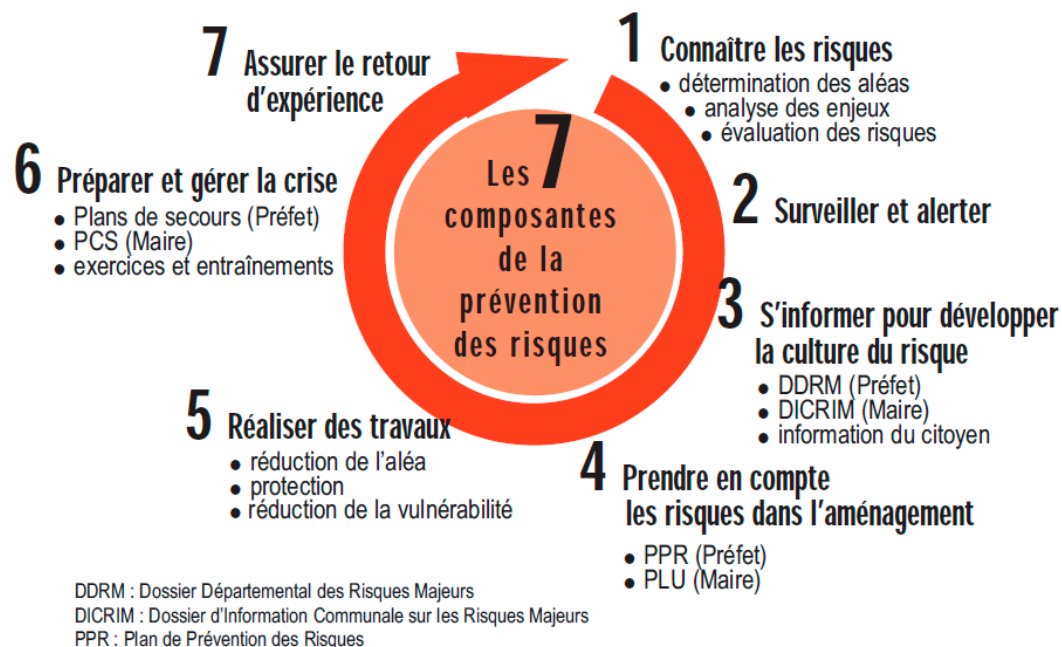 Les 7
composantes
de la
prévention
des risques
1 Connaître les risques
• détermination des aléas
• analyse des enjeux
• évaluation des risques
2 Surveiller et alerter
3 S'informer pour développer
la culture du risque
• DDRM (Préfet)
• DICRIM (Maire)
• information du citoyen
4 Prendre en compte
les risques dans l'aménagement
• PPR (Préfet)
• PLU (Maire)
5 Réaliser des travaux
• réduction de l'aléa
• protection
• réduction de la vulnérabilité
6 Préparer et gérer la crise
• Plans de secours (Préfet)
• PCS (Maire)
• exercices et entraînements
7 Assurer le retour
d'expérience
DDRM : Dossier Départemental des Risques Majeurs
DICRIM : Dossier d'Information Communale sur les Risques Majeurs
PPR : Plan de Prévention des Risques